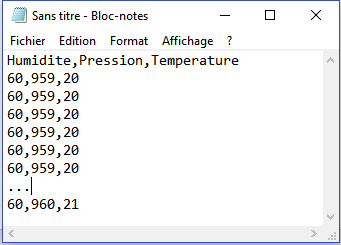 Sans titre - Bloc-notes
Fichier Edition Format Affichage ?
Humidite,Pression,Temperature
60,959,20
60,959,20
60,959,20
60,959,20
60,959,20
60,959,20
...
60,960,21